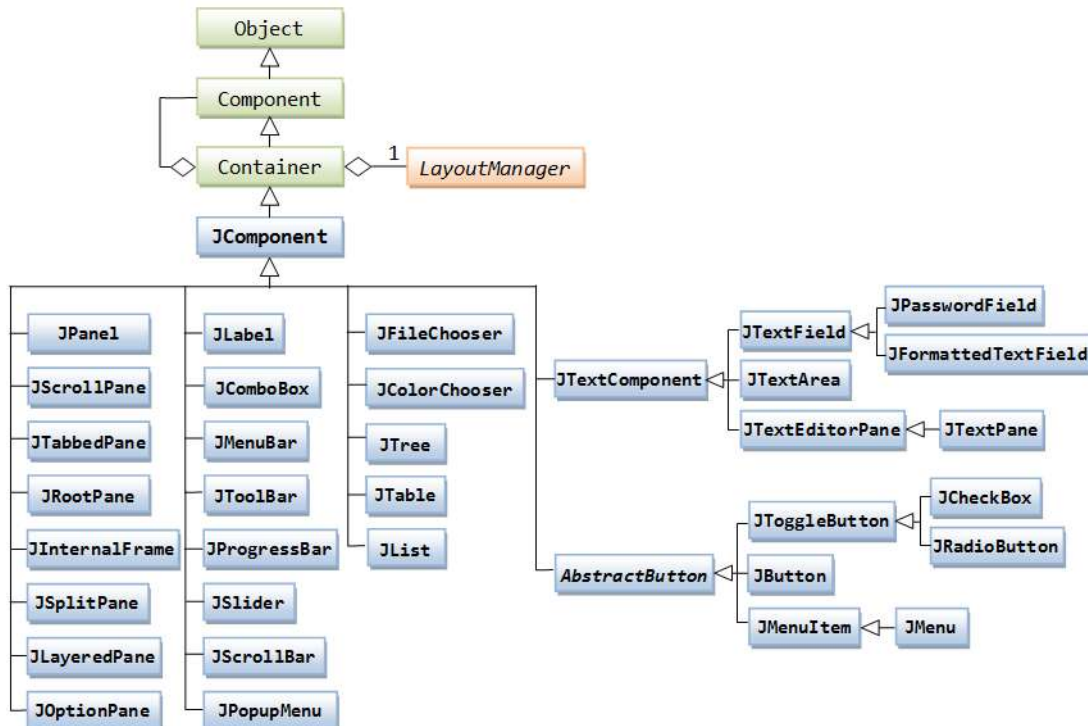 Object
Component
Container
1
LayoutManager
JComponent
JPanel
JScrollPane
JTabbedPane
JRootPane
JInternalFrame
JSplitPane
JLayeredPane
JOptionPane
JLabel
JComboBox
JMenuBar
JToolBar
JProgressBar
JSlider
JScrollBar
JPopupMenu
JFileChooser
JColorChooser
JTree
JTable
JList
JTextComponent
JTextField
JPasswordField
JFormattedTextField
JTextArea
JTextEditorPane
JTextPane
AbstractButton
JToggleButton
JCheckBox
JRadioButton
JButton
JMenuItem
JMenu